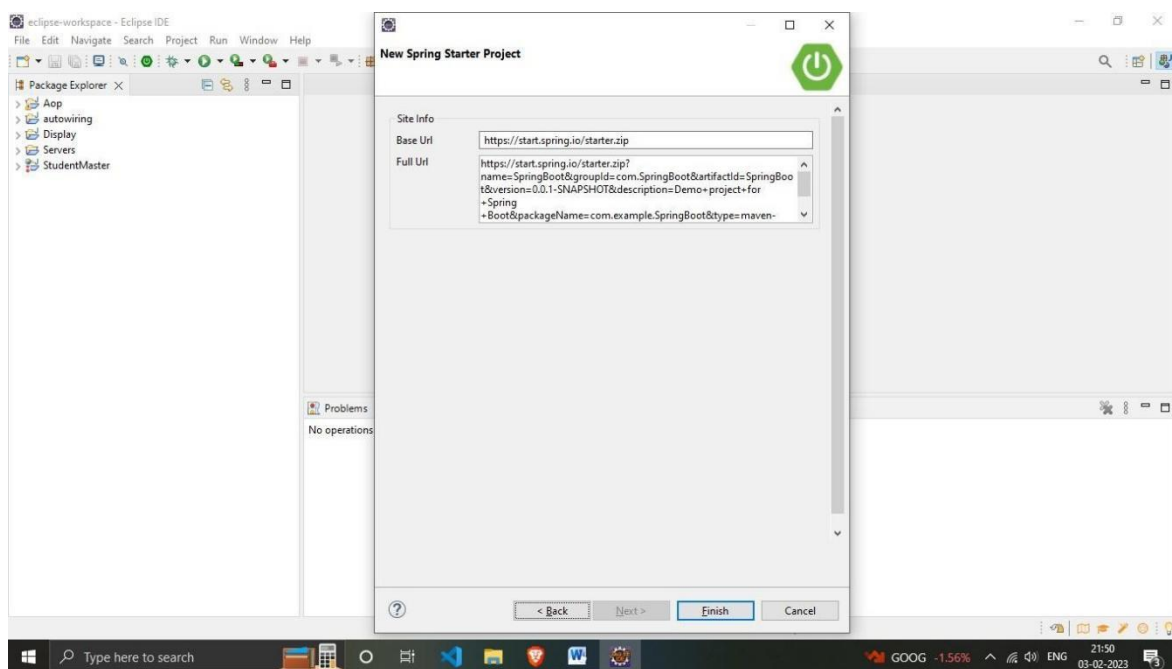 eclipse-workspace - Eclipse IDE
File Edit Navigate Search Project Run Window Help
Package Explorer
Aop
autowiring
Display
Servers
StudentMaster
Problems
No operations
New Spring Starter Project
Site Info
Base Url https://start.spring.io/starter.zip
Full Url https://start.spring.io/starter.zip?
name=SpringBoot&groupId=com.SpringBoot&artifactId=SpringBoo
t&version=0.0.1-SNAPSHOT&description=Demo+project+for
+Spring
+Boot&packageName=com.example.SpringBoot&type=maven-
< Back Next > Finish Cancel
Type here to search
W
GOOG -1.56% ENG 21:50
03-02-2023